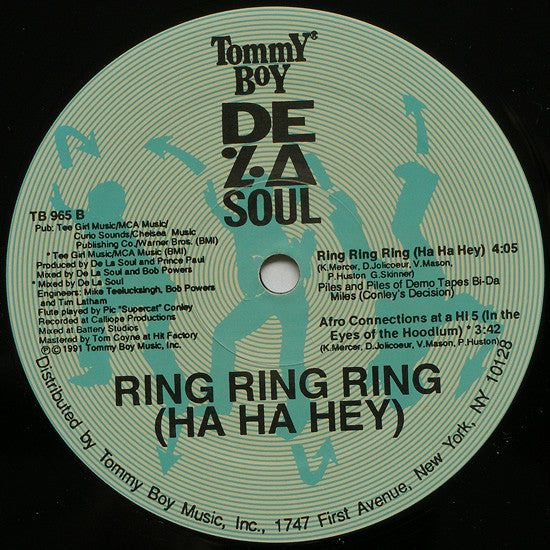 TOMMY® BOY
DE LA SOUL
TB 965 B
Pub: Tee Girl Music/MCA Music/
Curio Sounds/Chelsea Music
Publishing Co./Warner Bros. (BMI)
* Tee Girl Music/MCA Music (BMI)
Produced by De La Soul and Prince Paul
Mixed by De La Soul and Bob Powers
* Mixed by De La Soul
Engineers: Mike Teelucksingh, Bob Powers
and Tim Latham
Flute played by Pic "Supercat" Conley
Recorded at Calliope Productions
Mixed at Battery Studios
Mastered by Tom Coyne at Hit Factory
℗©1991 Tommy Boy Music, Inc.
Ring Ring Ring (Ha Ha Hey) 4:05
(K.Mercer, D.Jolicoeur, V.Mason,
P.Huston G.Skinner)
Piles and Piles of Demo Tapes Bi-Da
Miles (Conley's Decision)
Afro Connections at a HI 5 (In the
Eyes of the Hoodlum) * 3:42
(K.Mercer, D.Jolicoeur, V.Mason, P.Huston)
RING RING RING
(HA HA HEY)
Distributed by Tommy Boy Music, Inc., 1747 First Avenue, New York, NY 10128